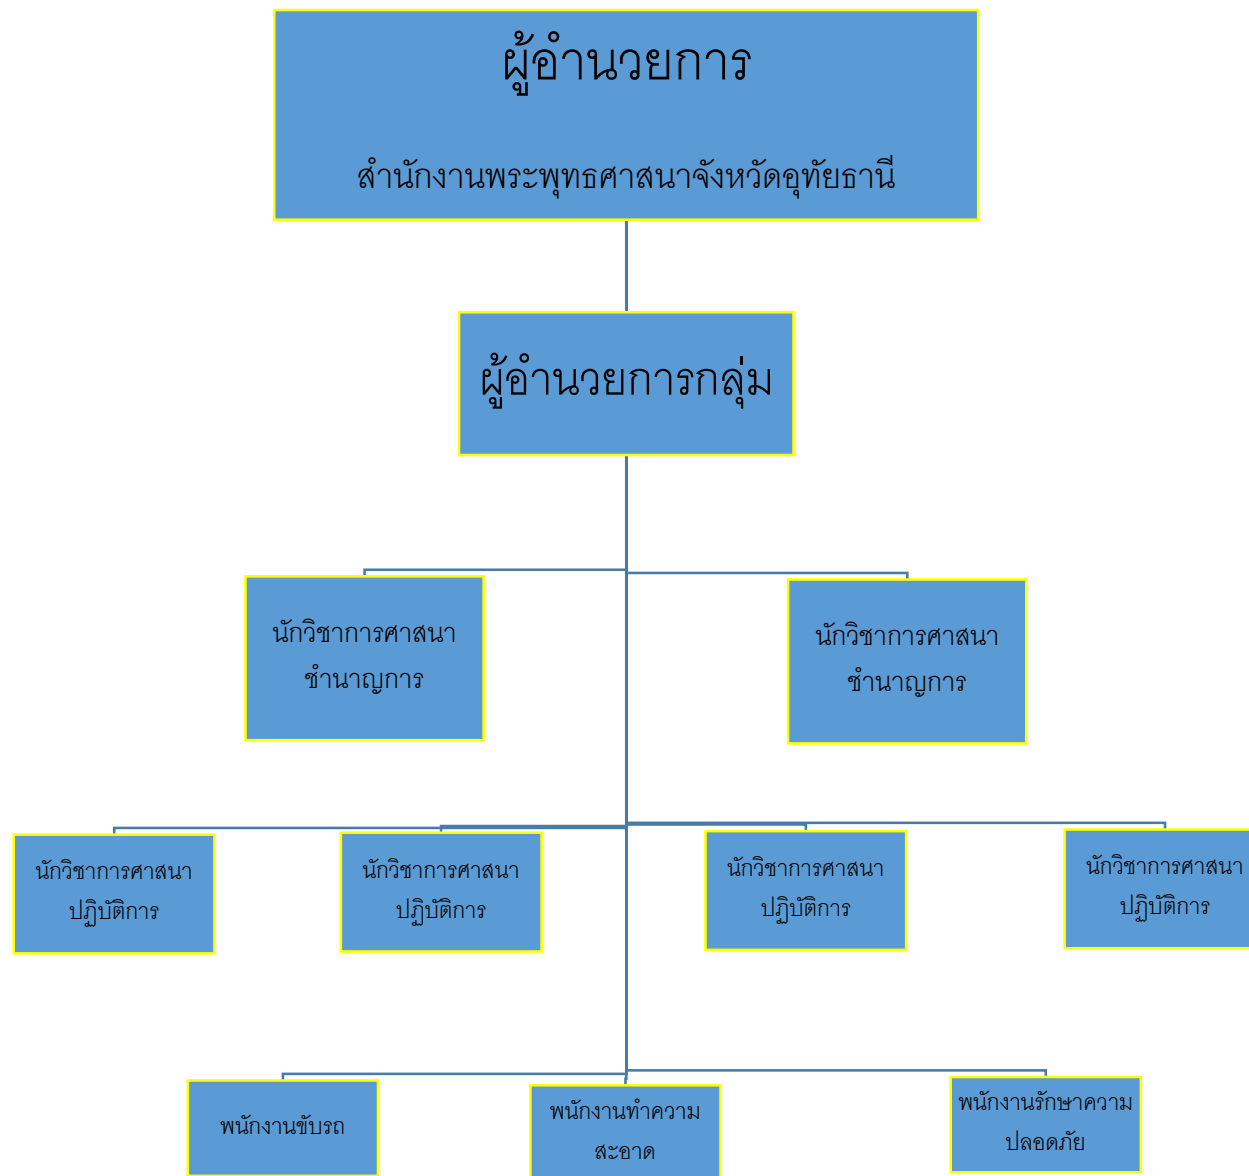 ผู้อำนวยการ
สำนักงานพระพุทธศาสนาจังหวัดอุทัยธานี
ผู้อำนวยการกลุ่ม
นักวิชาการศาสนา
ชำนาญการ
นักวิชาการศาสนา
ชำนาญการ
นักวิชาการศาสนา
ปฏิบัติการ
นักวิชาการศาสนา
ปฏิบัติการ
นักวิชาการศาสนา
ปฏิบัติการ
นักวิชาการศาสนา
ปฏิบัติการ
พนักงานขับรถ
พนักงานทำความ
สะอาด
พนักงานรักษาความ
ปลอดภัย